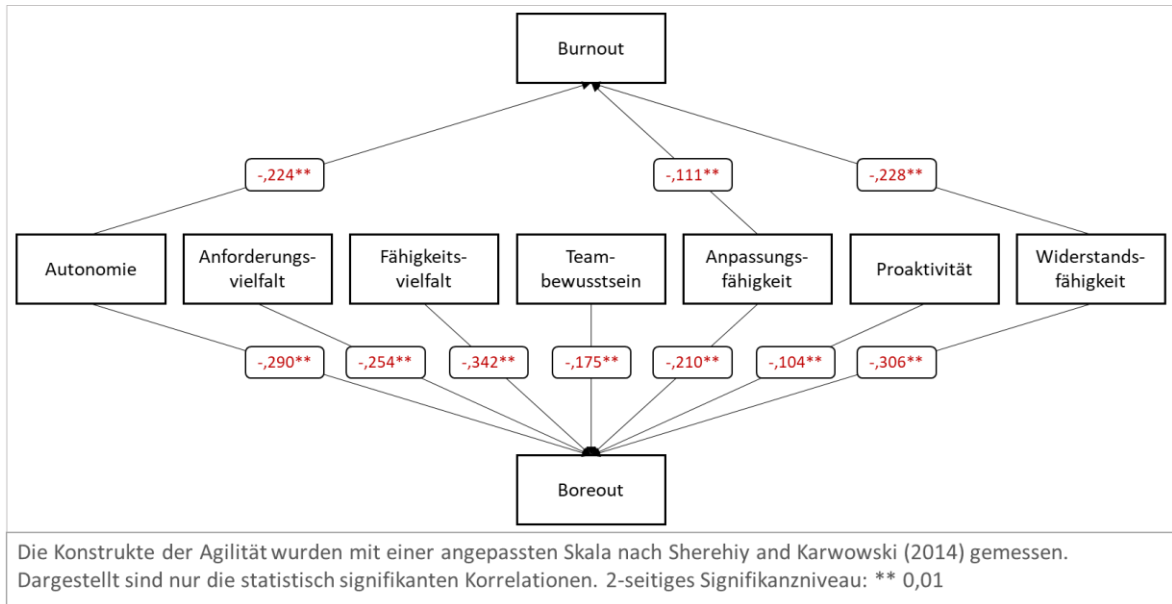 Burnout
-,224**
-,111**
-,228**
Autonomie
Anforderungs-
vielfalt
Fähigkeits-
vielfalt
Team-
bewusstsein
Anpassungs-
fähigkeit
Proaktivität
Widerstands-
fähigkeit
-,290**
-,254**
-,342**
-,175**
-,210**
-,104**
-,306**
Boreout
Die Konstrukte der Agilität wurden mit einer angepassten Skala nach Sherehiy and Karwowski (2014) gemessen.
Dargestellt sind nur die statistisch signifikanten Korrelationen. 2-seitiges Signifikanzniveau: ** 0,01